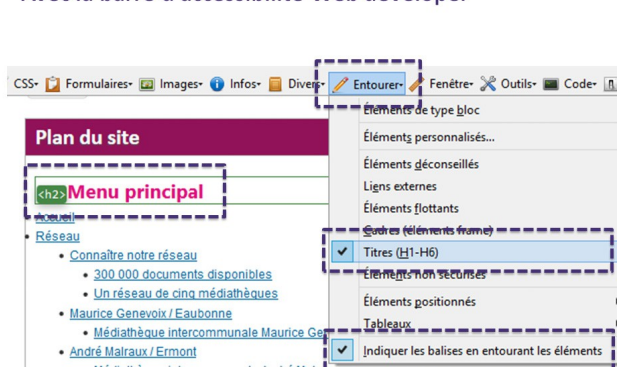 CSS Formulaires Images Infos Divers Entourer Fenêtre Outils Code
Plan du site
<h2>Menu principal
Accueil
Réseau
Connaître notre réseau
300 000 documents disponibles
Un réseau de cinq médiathèques
Maurice Genevoix / Eaubonne
Médiathèque intercommunale Maurice
André Malraux / Ermont
Éléments de type bloc
Éléments personnalisés...
Éléments déconseillés
Liens externes
Éléments flottants
Cadres (éléments frame)
Titres (H1-H6)
Éléments non sécurisés
Éléments positionnés
Tableaux
Indiquer les balises en entourant les éléments